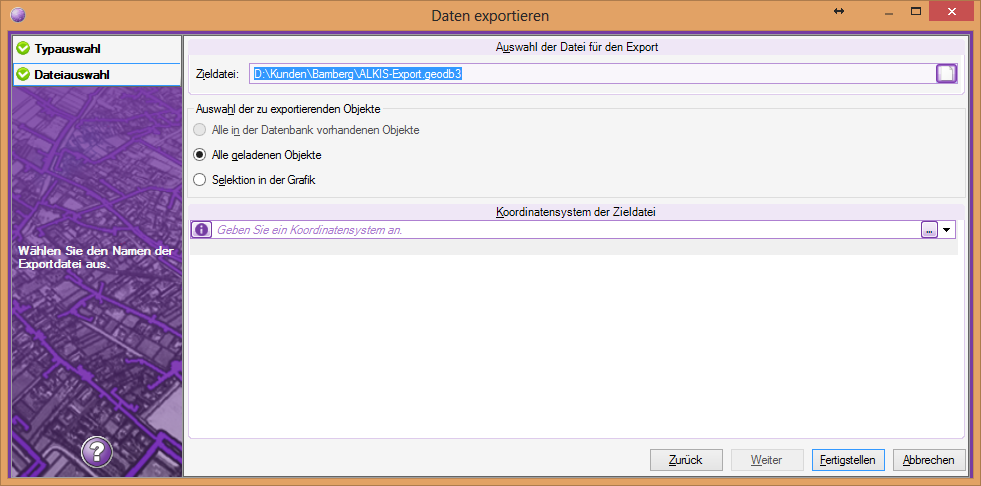 Daten exportieren
Typauswahl
Dateiauswahl
Wählen Sie den Namen der
Exportdatei aus.
?
Auswahl der Datei für den Export
Zieldatei: D:\Kunden\Bamberg\ALKIS-Export.geodb3
Auswahl der zu exportierenden Objekte
Alle in der Datenbank vorhandenen Objekte
Alle geladenen Objekte
Selektion in der Grafik
Koordinatensystem der Zieldatei
i Geben Sie ein Koordinatensystem an. ...
Zurück Weiter Fertigstellen Abbrechen